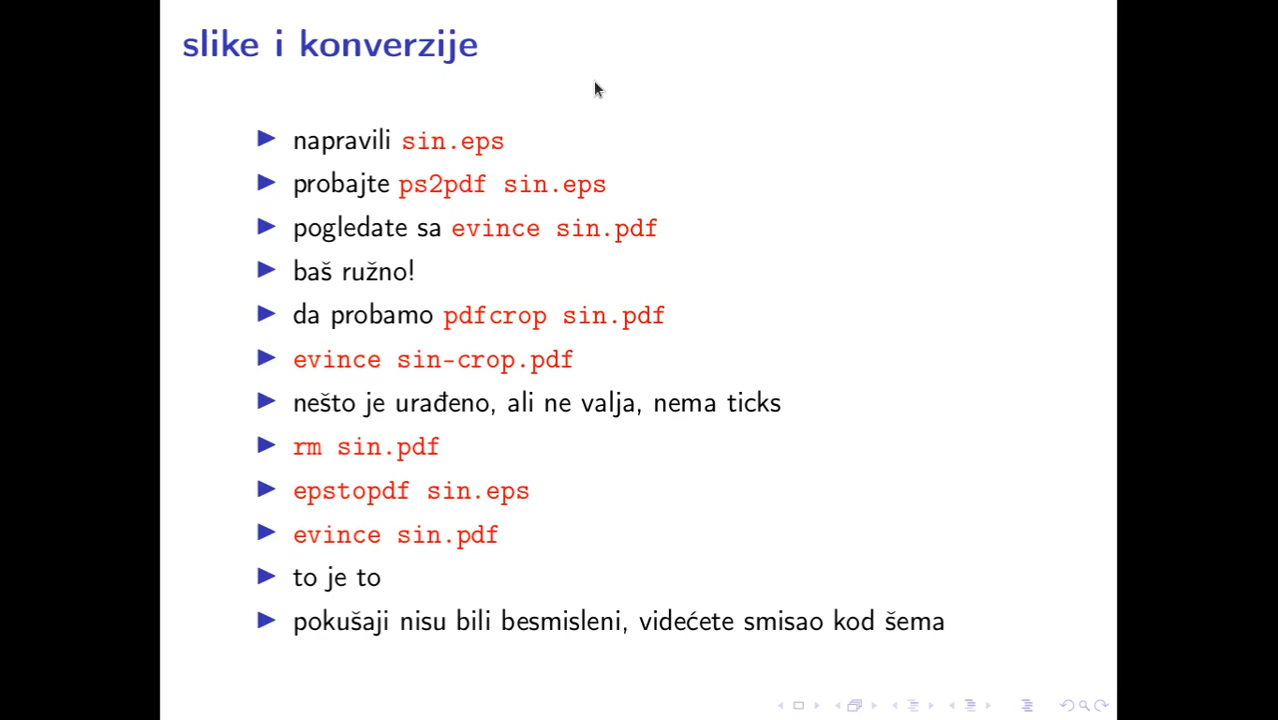 slike i konverzije
napravili sin.eps
probajte ps2pdf sin.eps
pogledate sa evince sin.pdf
baš ružno!
da probamo pdfcrop sin.pdf
evince sin-crop.pdf
nešto je urađeno, ali ne valja, nema ticks
rm sin.pdf
epstopdf sin.eps
evince sin.pdf
to je to
pokušaji nisu bili besmisleni, videćete smisao kod šema